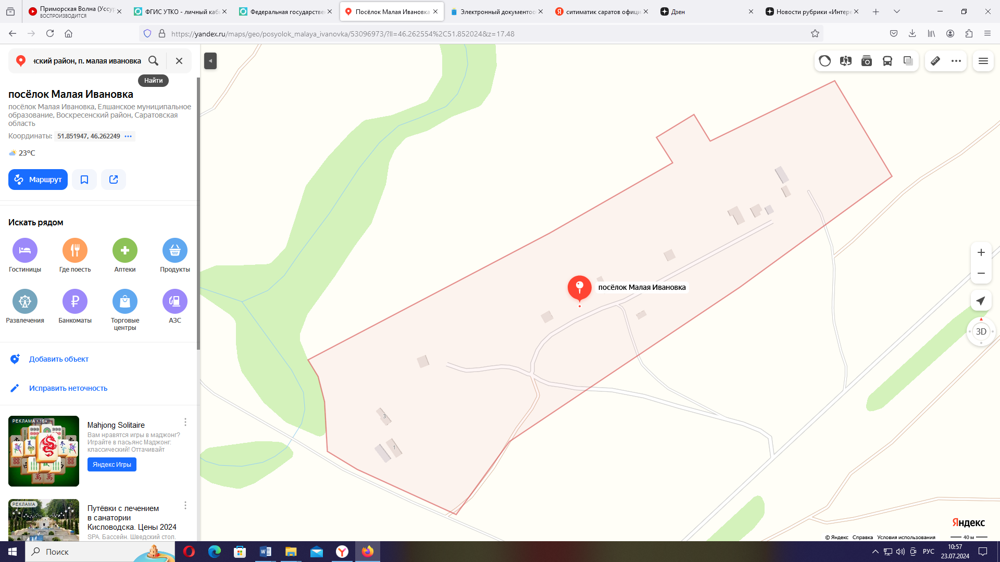 Приморская Волна (Уссур
ВОСПРОИЗВОДИТСЯ
ФГИС УТКО - личный каби
Федеральная государствен
Посёлок Малая Ивановка
Электронный документоо
ситиматик саратов офици
Дзен
Новости рубрики «Интере
https://yandex.ru/maps/geo/posyolok_malaya_ivanovka/53096973/?ll=46.262554%2C51.852024&z=17.48
нский район, п. малая ивановка
Найти
посёлок Малая Ивановка
посёлок Малая Ивановка, Елшанское муниципальное
образование, Воскресенский район, Саратовская
область
Координаты: 51.851947, 46.262249
23°C
Маршрут
Искать рядом
Гостиницы
Где поесть
Аптеки
Продукты
Развлечения
Банкоматы
Торговые
центры
АЗС
Добавить объект
Исправить неточность
РЕКЛАМА • 16+
Mahjong Solitaire
Вам нравятся игры в маджонг?
Играйте в пасьянс Маджонг:
классический! Оттачивайт
Яндекс Игры
РЕКЛАМА
Путёвки с лечением
в санатории
Кисловодска. Цены 2024
SPA. Бассейн. Шведский стол.
посёлок Малая Ивановка
3
1
3D
Яндекс
© Яндекс Справка Условия использования
40 м
Поиск
РУС
10:57
23.07.2024